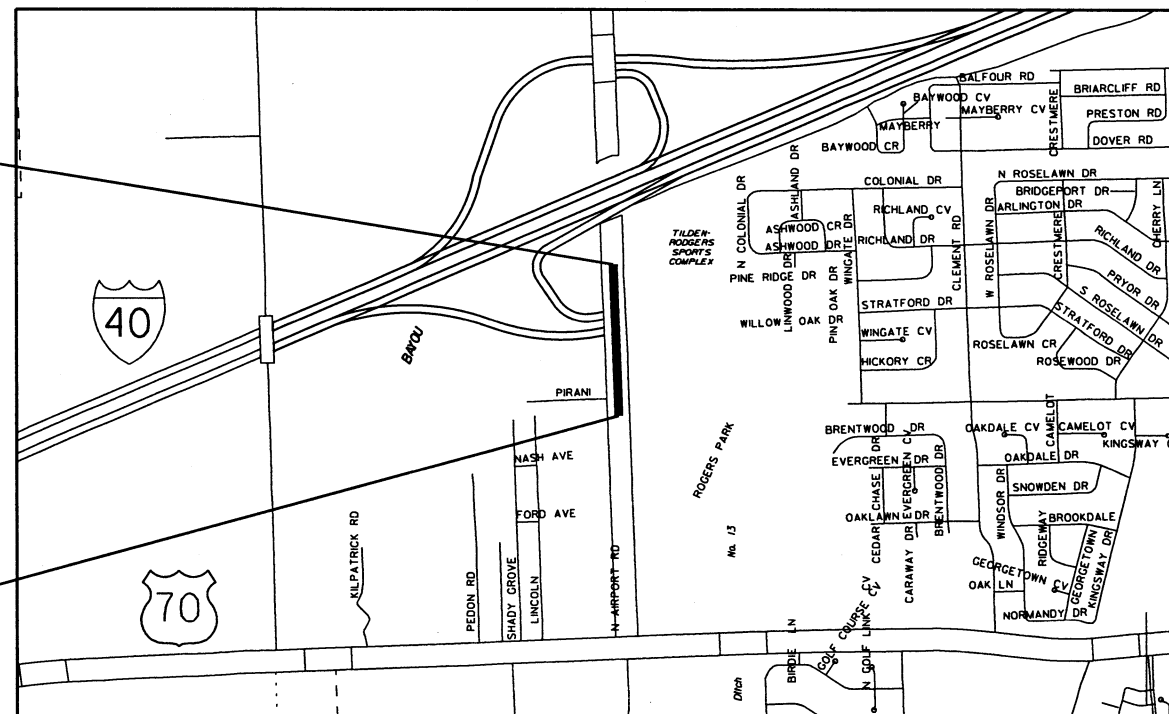 BALFOUR RD
BAYWOOD CV
BRIARCLIFF RD
MAYBERRY CV
PRESTON RD
MAYBERRY
CRESTMERE
DOVER RD
BAYWOOD CR
ASHLAND DR
N ROSELAWN DR
COLONIAL DR
N COLONIAL DR
BRIDGEPORT DR
CHERRY LN
RICHLAND CV
ARLINGTON DR
TILDEN-
RODGERS
SPORTS
COMPLEX
ASHWOOD CR
ASHWOOD DR
WINGATE DR
RICHLAND DR
CLEMENT RD
W ROSELAWN DR
CRESTMERE
RICHLAND DR
PINE RIDGE DR
LINWOOD DR
PIN OAK DR
PRYOR DR
S ROSELAWN DR
STRATFORD DR
STRATFORD DR
40
WILLOW OAK DR
WINGATE CV
ROSELAWN CR
HICKORY CR
ROSEWOOD DR
BAYOU
PIRANI
CAMELOT
BRENTWOOD DR
OAKDALE CV
CAMELOT CV
KINGSWAY
ROGERS PARK
NASH AVE
EVERGREEN DR
EVERGREEN CV
OAKDALE DR
CEDAR CHASE DR
BRENTWOOD DR
WINDSOR DR
SNOWDEN DR
FORD AVE
OAKLAWN DR
BROOKDALE
KILPATRICK RD
No. 13
RIDGEWAY
CARAWAY DR
GEORGETOWN CV
GEORGETOWN
KINGSWAY DR
70
PEDON RD
SHADY GROVE
LINCOLN
N AIRPORT RD
OAK LN
NORMANDY DR
GOLF COURSE CV
BIRDIE LN
N GOLF LINK
Ditch